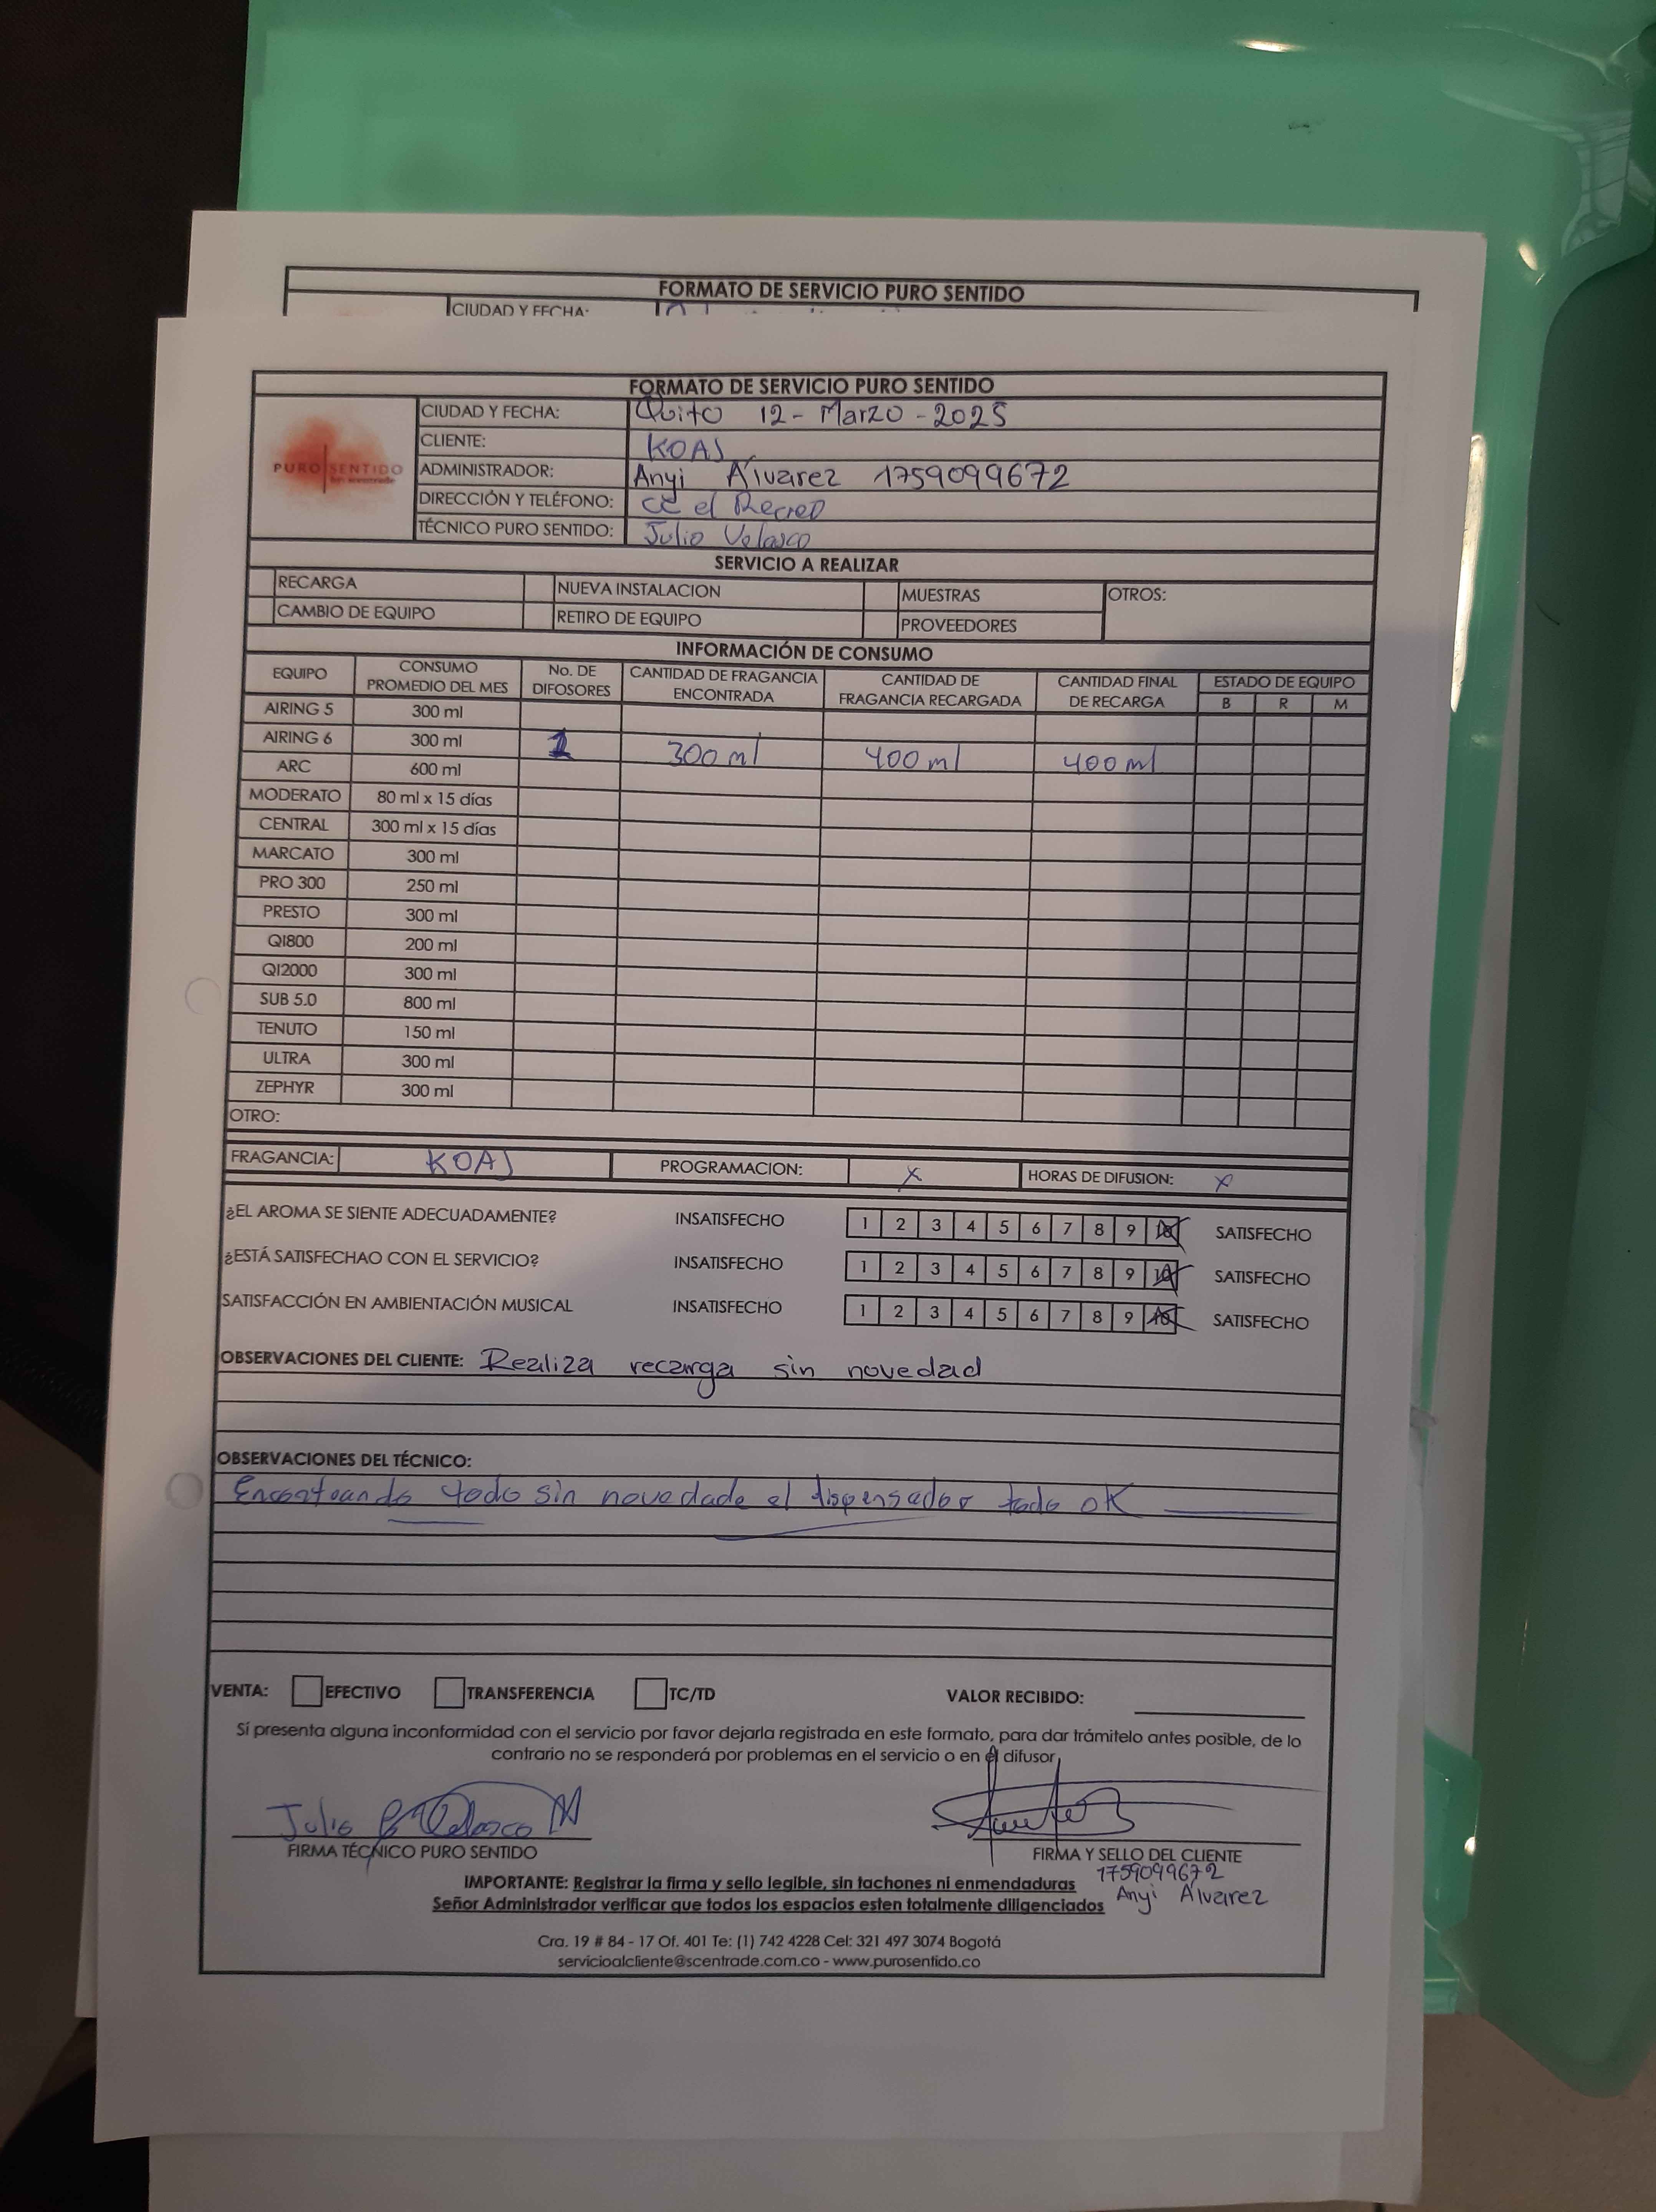 FORMATO DE SERVICIO PURO SENTIDO
CIUDAD Y FECHA:
FORMATO DE SERVICIO PURO SENTIDO
PURO SENTIDO
by: scentrade
CIUDAD Y FECHA: Quito 12 - Marzo - 2025
CLIENTE: KOAJ
ADMINISTRADOR: Anyi Álvarez 1759099672
DIRECCIÓN Y TELÉFONO: CC el Recreo
TÉCNICO PURO SENTIDO: Julio Velasco
SERVICIO A REALIZAR
RECARGA NUEVA INSTALACION MUESTRAS OTROS:
CAMBIO DE EQUIPO RETIRO DE EQUIPO PROVEEDORES
INFORMACIÓN DE CONSUMO
EQUIPO CONSUMO PROMEDIO DEL MES No. DE DIFOSORES CANTIDAD DE FRAGANCIA ENCONTRADA CANTIDAD DE FRAGANCIA RECARGADA CANTIDAD FINAL DE RECARGA ESTADO DE EQUIPO
B R M
AIRING 5 300 ml
AIRING 6 300 ml 1 300 ml 400 ml 400 ml
ARC 600 ml
MODERATO 80 ml x 15 días
CENTRAL 300 ml x 15 días
MARCATO 300 ml
PRO 300 250 ml
PRESTO 300 ml
QI800 200 ml
QI2000 300 ml
SUB 5.0 800 ml
TENUTO 150 ml
ULTRA 300 ml
ZEPHYR 300 ml
OTRO:
FRAGANCIA: KOAJ PROGRAMACION: x HORAS DE DIFUSION: x
¿EL AROMA SE SIENTE ADECUADAMENTE? INSATISFECHO 1 2 3 4 5 6 7 8 9 10 SATISFECHO
¿ESTÁ SATISFECHAO CON EL SERVICIO? INSATISFECHO 1 2 3 4 5 6 7 8 9 10 SATISFECHO
SATISFACCIÓN EN AMBIENTACIÓN MUSICAL INSATISFECHO 1 2 3 4 5 6 7 8 9 10 SATISFECHO
OBSERVACIONES DEL CLIENTE: Realiza recarga sin novedad
OBSERVACIONES DEL TÉCNICO:
todo sin novedade el dispensador todo OK
VENTA: EFECTIVO TRANSFERENCIA TC/TD VALOR RECIBIDO:
Sí presenta alguna inconformidad con el servicio por favor dejarla registrada en este formato, para dar trámitelo antes posible, de lo
contrario no se responderá por problemas en el servicio o en el difusor
Julio Velasco
FIRMA TÉCNICO PURO SENTIDO FIRMA Y SELLO DEL CLIENTE
1759099672
Anyi Álvarez
IMPORTANTE: Registrar la firma y sello legible, sin tachones ni enmendaduras
Señor Administrador verificar que todos los espacios esten totalmente diligenciados
Cra. 19 # 84 - 17 Of. 401 Te: (1) 742 4228 Cel: 321 497 3074 Bogotá
servicioalcliente@scentrade.com.co - www.purosentido.co